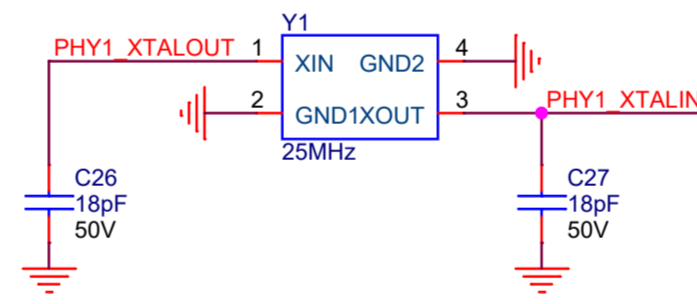 Y1
PHY1_XTALOUT 1 XIN GND2 4
2 GND1XOUT 3 PHY1_XTALIN
25MHz
C26
18pF
50V
C27
18pF
50V